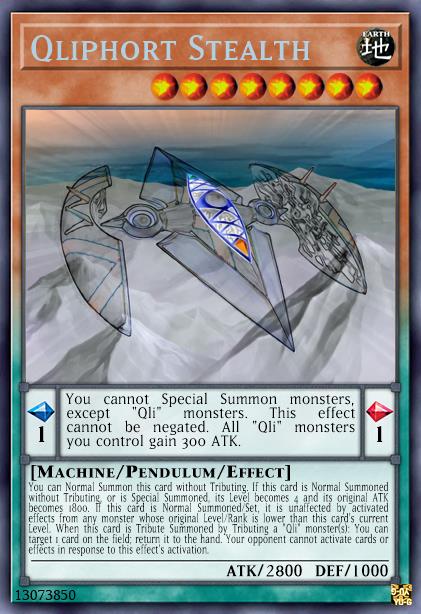 QLIPHORT STEALTH
EARTH
地
You cannot Special Summon monsters,
except "Qli" monsters. This effect
cannot be negated. All "Qli" monsters
you control gain 300 ATK.
1
1
[MACHINE/PENDULUM/EFFECT]
You can Normal Summon this card without Tributing. If this card is Normal Summoned
without Tributing, or is Special Summoned, its Level becomes 4 and its original ATK
becomes 1800. If this card is Normal Summoned/Set, it is unaffected by activated
effects from any monster whose original Level/Rank is lower than this card's current
Level. When this card is Tribute Summoned by Tributing a "Qli" monster(s): You can
target 1 card on the field; return it to the hand. Your opponent cannot activate cards or
effects in response to this effect's activation.
ATK/2800 DEF/1000
13073850